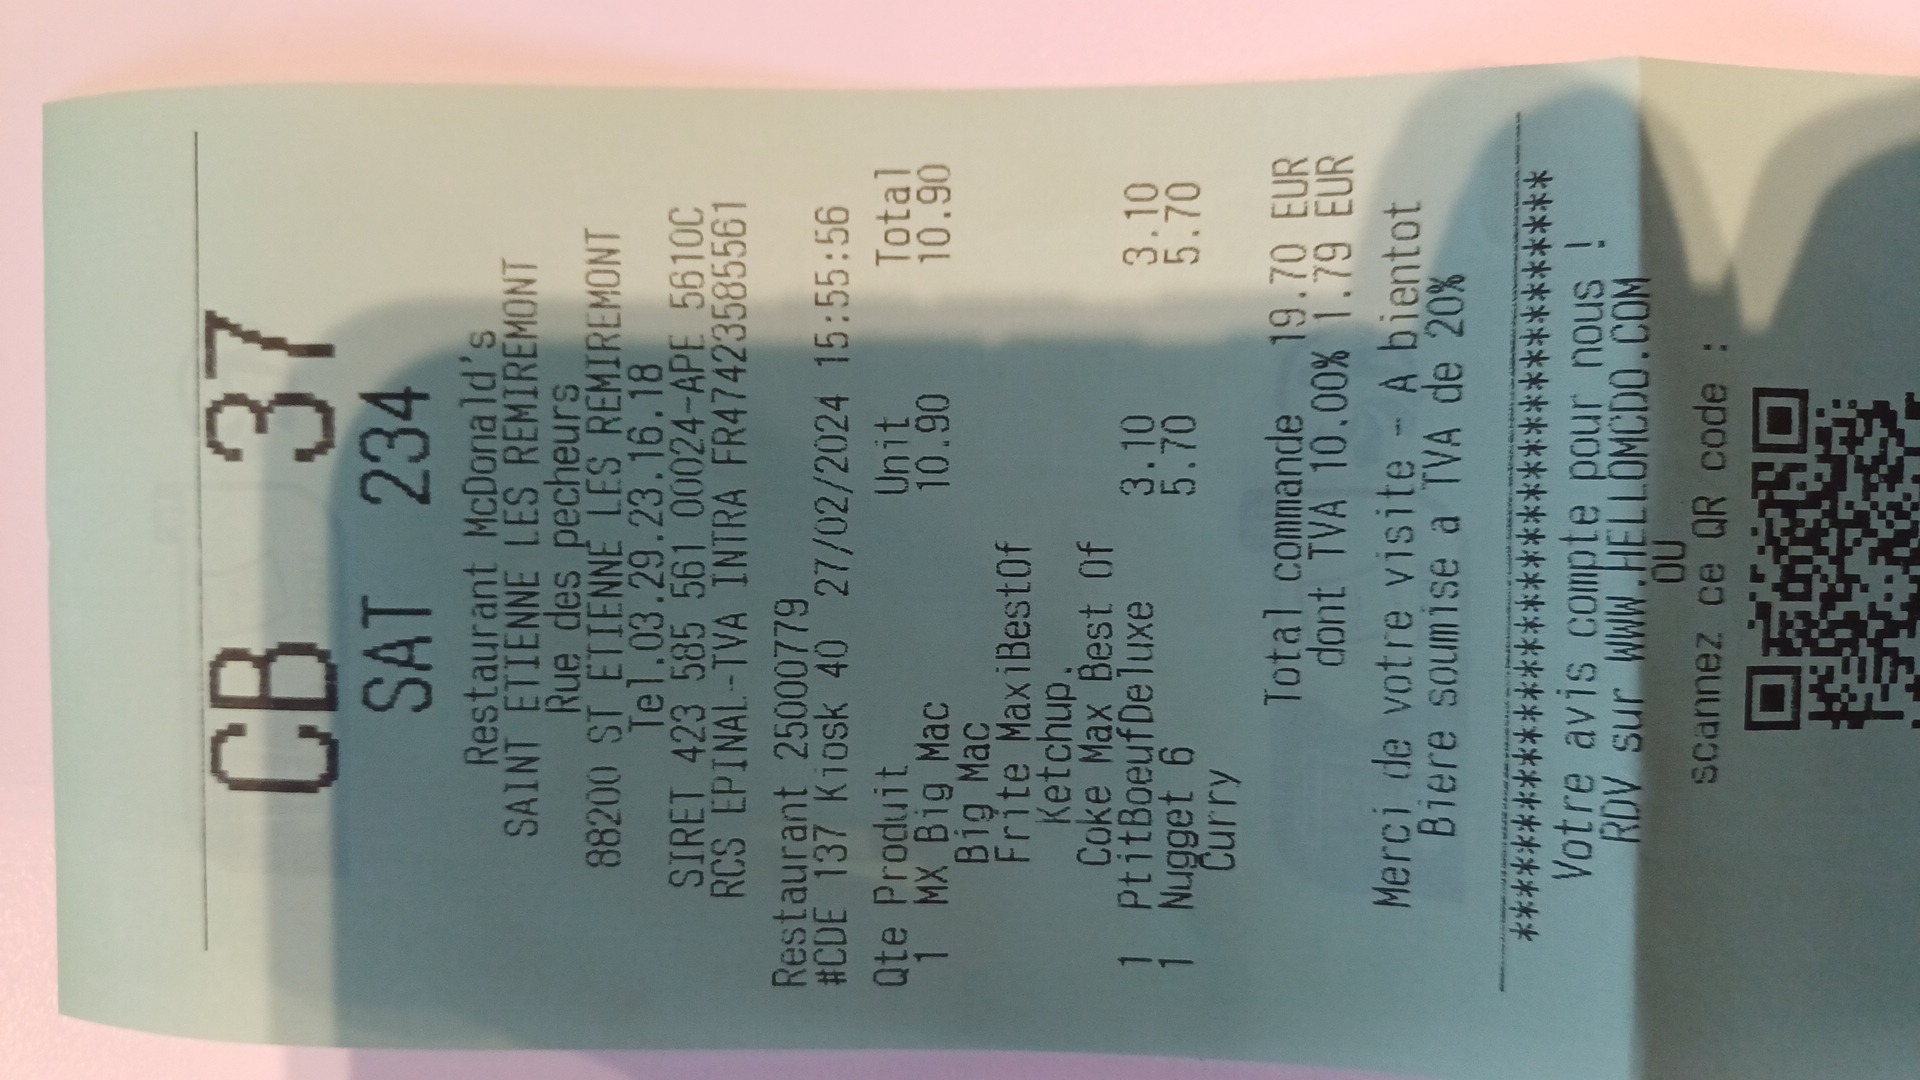 CB 37
SAT 234
Restaurant McDonald's
SAINT ETIENNE LES REMIREMONT
Rue des pecheurs
88200 ST ETIENNE LES REMIREMONT
Tel.03.29.23.16.18
SIRET 423 585 561 00024-APE 5610C
RCS EPINAL-TVA INTRA FR47423585561
Restaurant 25000779
#CDE 137 Kiosk 40 27/02/2024 15:55:56
Qte Produit Unit Total
1 MX Big Mac 10.90 10.90
Big Mac
Frite MaxiBestof
Ketchup.
Coke Max Best Of
1 PtitBoeufDeluxe 3.10 3.10
1 Nugget 6 5.70 5.70
Curry
Total commande 19.70 EUR
dont TVA 10.00% 1.79 EUR
Merci de votre visite - A bientot
Biere soumise a TVA de 20%
****************************************
Votre avis compte pour nous !
RDV sur WWW.HELLOMCDO.COM
OU
scannez ce QR code :